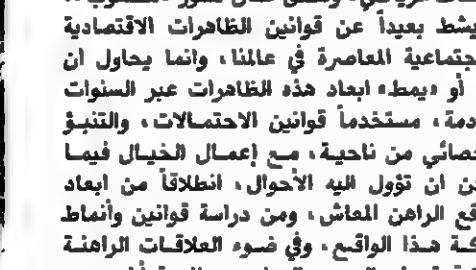 يشط بعيداً عن قوانين الظاهرات الاقتصادية
جتماعية المعاصرة في عالمنا، وانما يحاول ان
أو «يمط» ابعاد هذه الظاهرات عبر السنوات
دمة، مستخدماً قوانين الاحتمالات، والتنبؤ
حصائي من ناحية، مع إعمال الخيال فيما
ن ان تؤول اليه الأحوال، انطلاقاً من ابعاد
قع الراهن المعاش، ومن دراسة قوانين وأنماط
كة هذا الواقع، وفي ضوء العلاقات الراهنة